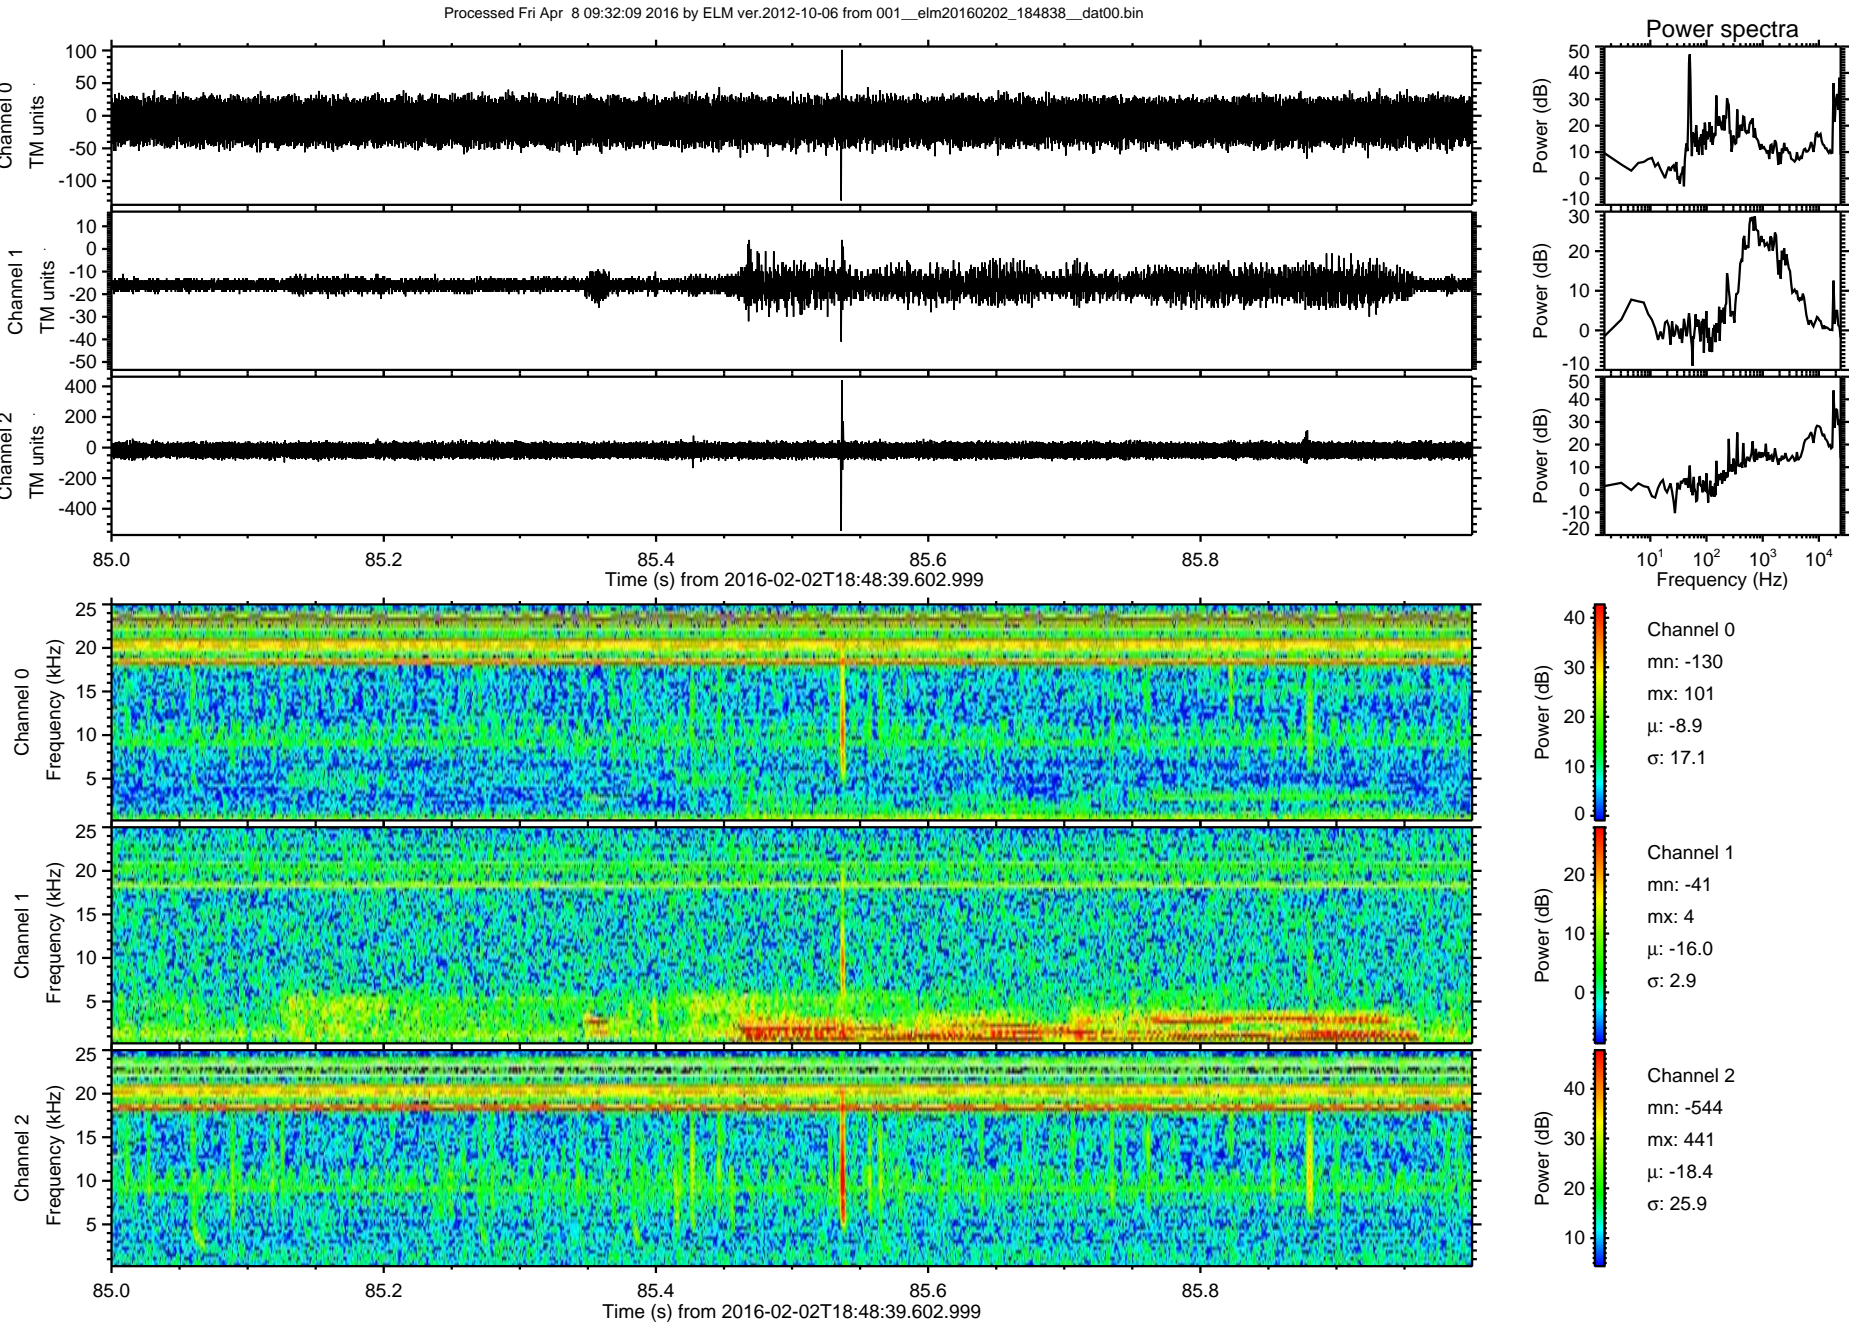 Processed Fri Apr  8 09:32:09 2016 by ELM ver.2012-10-06 from 001__elm20160202_184838__dat00.bin
Power spectra
Channel 0
TM units
100
50
0
-50
-100
Power (dB)
50
40
30
20
10
0
-10
Channel 1
TM units
10
0
-10
-20
-30
-40
-50
Power (dB)
30
20
10
0
-10
Channel 2
TM units
400
200
0
-200
-400
Power (dB)
50
40
30
20
10
0
-10
-20
85.0 85.2 85.4 85.6 85.8
Time (s) from 2016-02-02T18:48:39.602.999
10¹ 10² 10³ 10⁴
Frequency (Hz)
Channel 0
Frequency (kHz)
25
20
15
10
5
Power (dB)
40
30
20
10
0
Channel 0
mn: -130
mx: 101
μ: -8.9
σ: 17.1
Channel 1
Frequency (kHz)
25
20
15
10
5
Power (dB)
20
10
0
Channel 1
mn: -41
mx: 4
μ: -16.0
σ: 2.9
Channel 2
Frequency (kHz)
25
20
15
10
5
Power (dB)
40
30
20
10
Channel 2
mn: -544
mx: 441
μ: -18.4
σ: 25.9
85.0 85.2 85.4 85.6 85.8
Time (s) from 2016-02-02T18:48:39.602.999